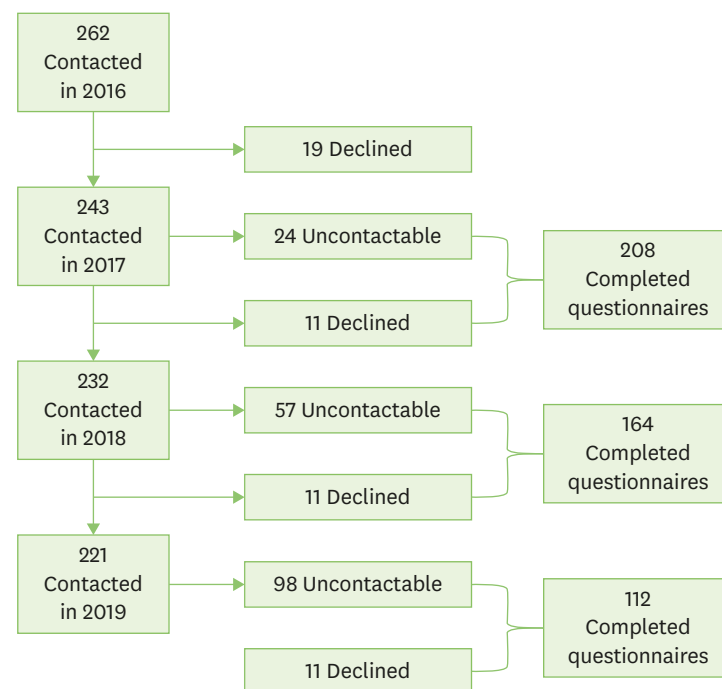 262
Contacted
in 2016
19 Declined
243
Contacted
in 2017
24 Uncontactable
11 Declined
208
Completed
questionnaires
232
Contacted
in 2018
57 Uncontactable
11 Declined
164
Completed
questionnaires
221
Contacted
in 2019
98 Uncontactable
11 Declined
112
Completed
questionnaires